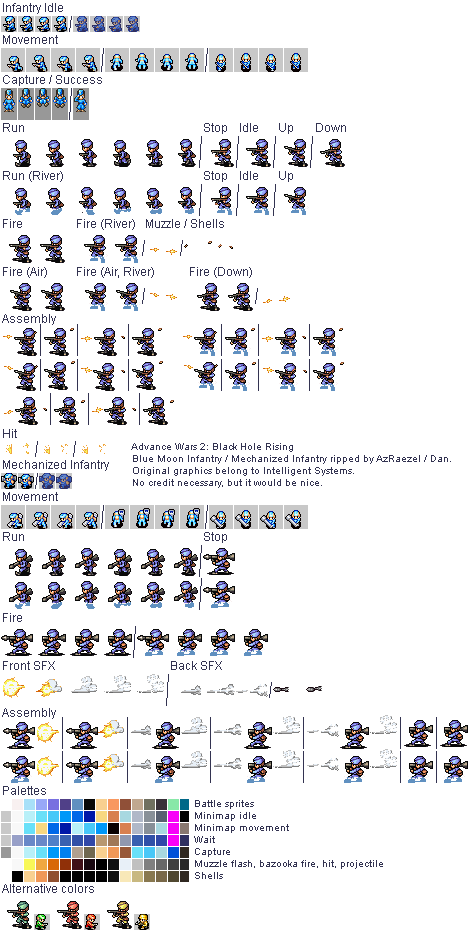 Infantry Idle
Movement
Capture / Success
Run Stop Idle Up Down
Run (River) Stop Idle Up
Fire Fire (River) Muzzle / Shells
Fire (Air) Fire (Air, River) Fire (Down)
Assembly
Hit
Advance Wars 2: Black Hole Rising
Blue Moon Infantry / Mechanized Infantry ripped by AzRaezel / Dan.
Original graphics belong to Intelligent Systems.
No credit necessary, but it would be nice.
Mechanized Infantry
Movement
Run Stop
Fire
Front SFX Back SFX
Assembly
Palettes
Battle sprites
Minimap idle
Minimap movement
Wait
Capture
Muzzle flash, bazooka fire, hit, projectile
Shells
Alternative colors